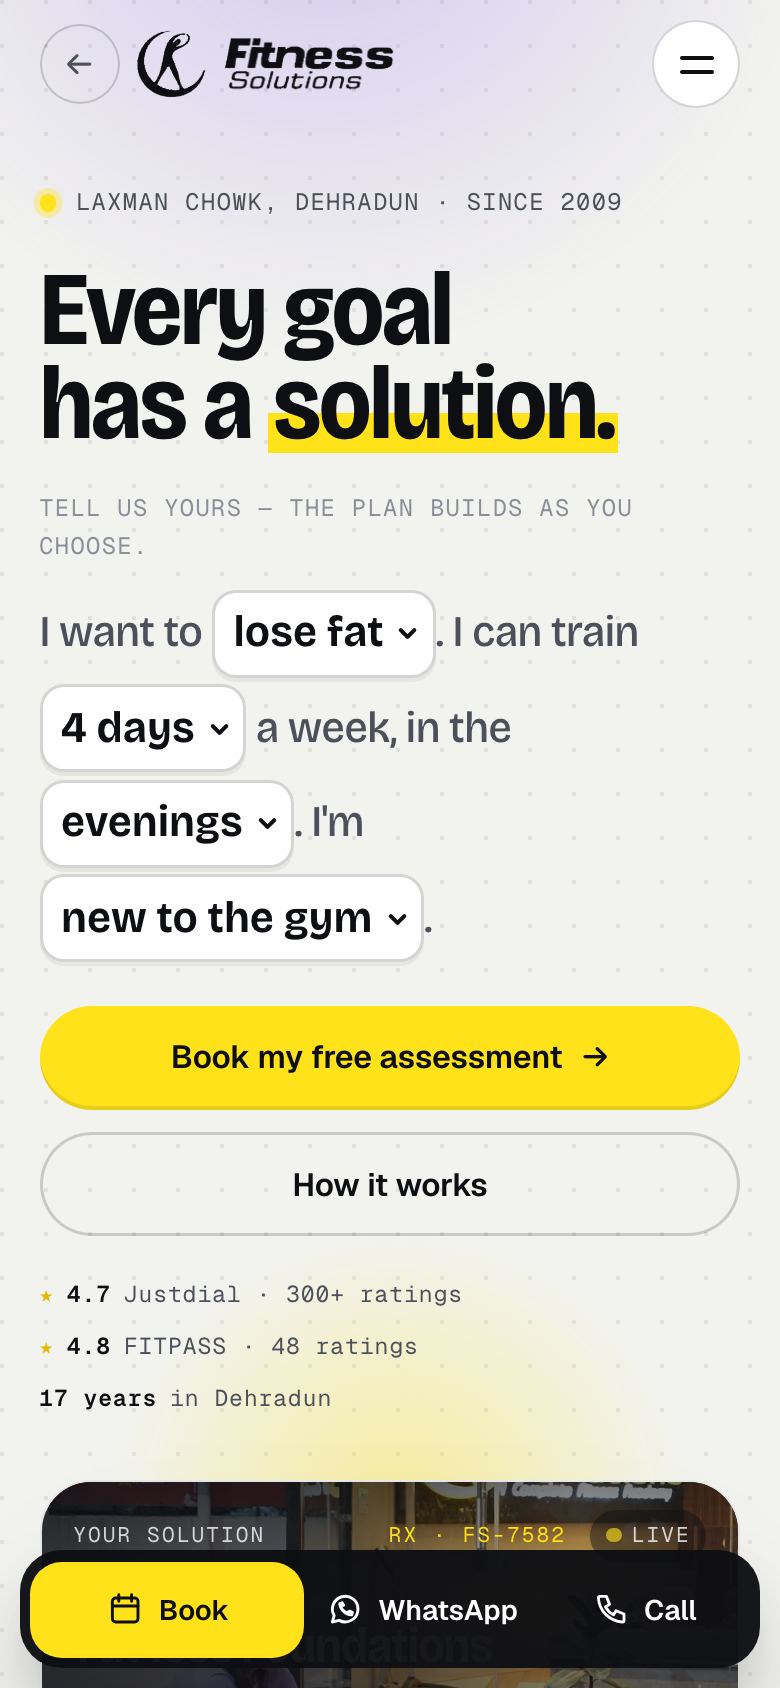 Fitness
Solutions
LAXMAN CHOWK, DEHRADUN · SINCE 2009
Every goal
has a solution.
TELL US YOURS — THE PLAN BUILDS AS YOU
CHOOSE.
I want to lose fat. I can train
4 days a week, in the
evenings. I'm
new to the gym.
Book my free assessment →
How it works
★ 4.7 Justdial · 300+ ratings
★ 4.8 FITPASS · 48 ratings
17 years in Dehradun
Complete Fitness Academy
YOUR SOLUTION RX · FS-7582 LIVE
Book WhatsApp Call